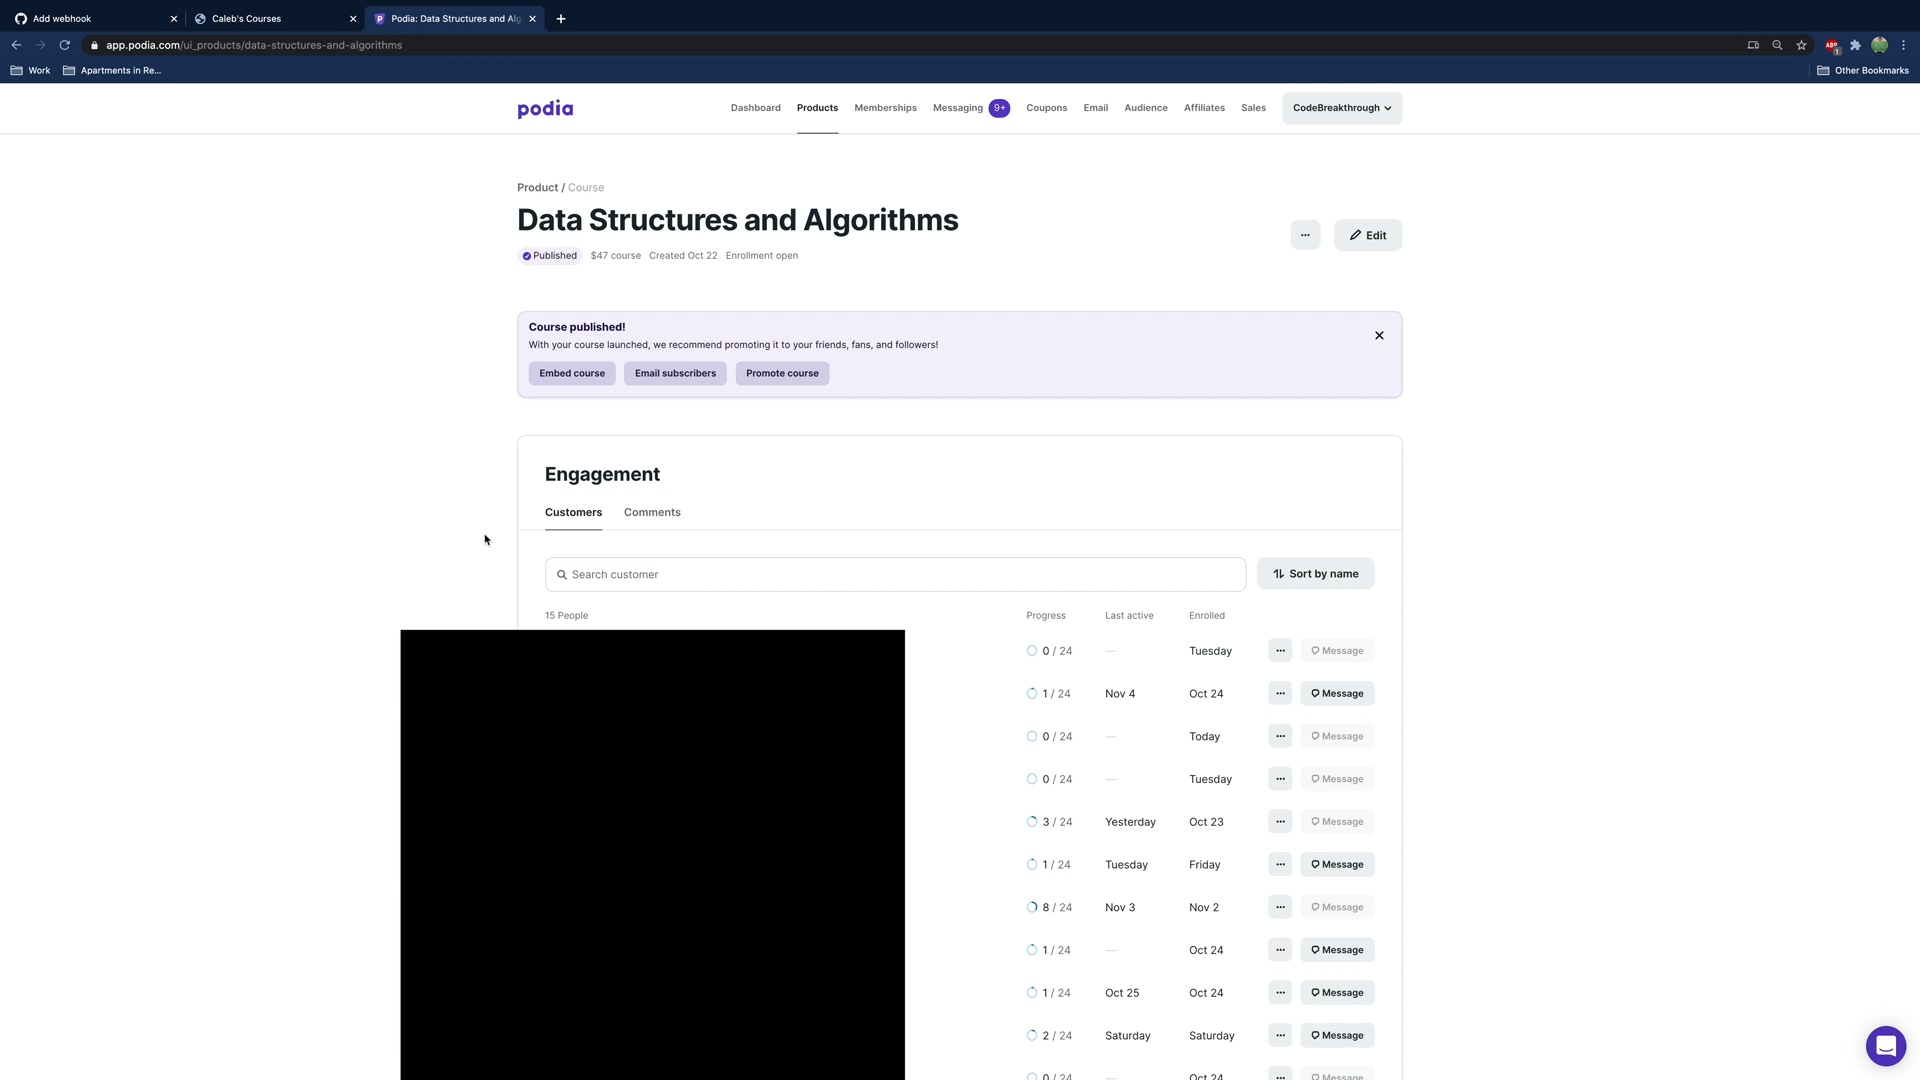 Add webhook
Caleb's Courses
Podia: Data Structures and Alg
app.podia.com/ui_products/data-structures-and-algorithms
ABP
1
Work
Apartments in Re...
Other Bookmarks
podia
Dashboard
Products
Memberships
Messaging
9+
Coupons
Email
Audience
Affiliates
Sales
CodeBreakthrough
Product / Course
Data Structures and Algorithms
...
Edit
Published
$47 course
Created Oct 22
Enrollment open
Course published!
With your course launched, we recommend promoting it to your friends, fans, and followers!
Embed course
Email subscribers
Promote course
Engagement
Customers
Comments
Search customer
Sort by name
15 People
Progress
Last active
Enrolled
0 / 24 — Tuesday ... Message
1 / 24 Nov 4 Oct 24 ... Message
0 / 24 — Today ... Message
0 / 24 — Tuesday ... Message
3 / 24 Yesterday Oct 23 ... Message
1 / 24 Tuesday Friday ... Message
8 / 24 Nov 3 Nov 2 ... Message
1 / 24 — Oct 24 ... Message
1 / 24 Oct 25 Oct 24 ... Message
2 / 24 Saturday Saturday ... Message
0 / 24 — Oct 24 ... Message